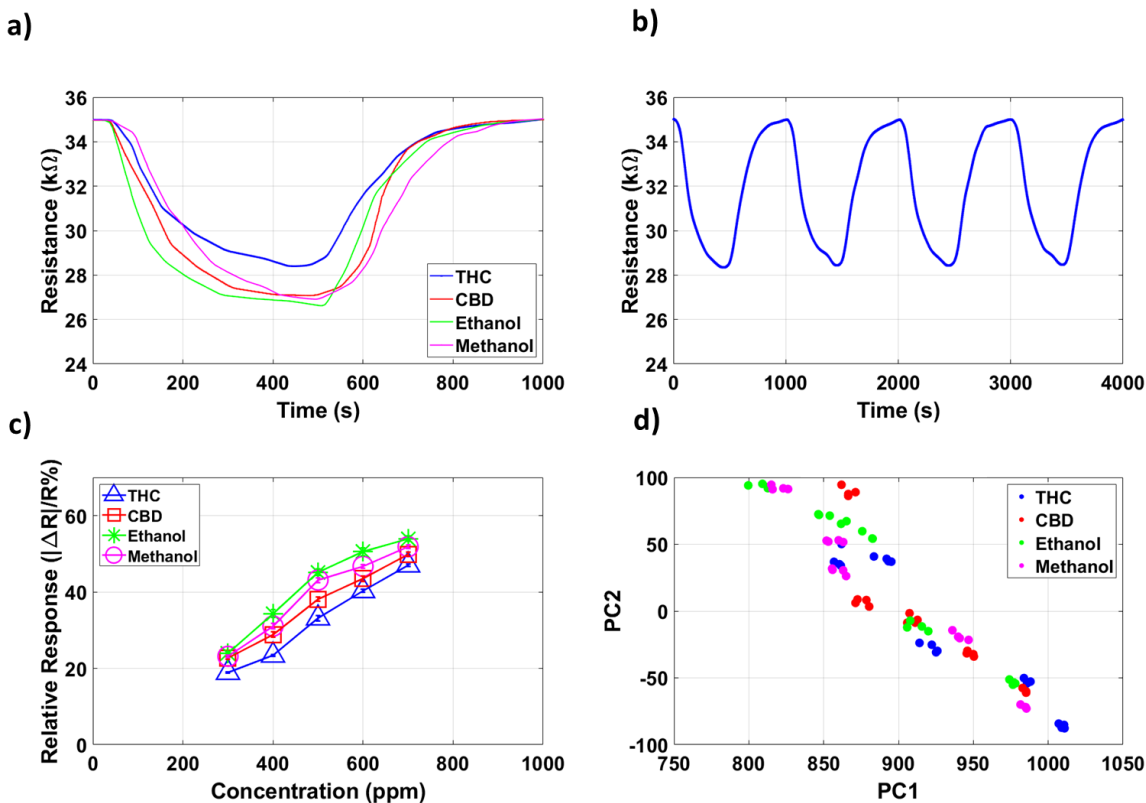 a)
36
34
32
30
28
26
24
Resistance (kΩ)
0 200 400 600 800 1000
Time (s)
THC
CBD
Ethanol
Methanol
b)
36
34
32
30
28
26
24
Resistance (kΩ)
0 1000 2000 3000 4000
Time (s)
c)
60
40
20
0
Relative Response (|ΔR|/R%)
0 200 400 600 800 1000
Concentration (ppm)
THC
CBD
Ethanol
Methanol
d)
100
50
0
-50
-100
PC2
750 800 850 900 950 1000 1050
PC1
THC
CBD
Ethanol
Methanol